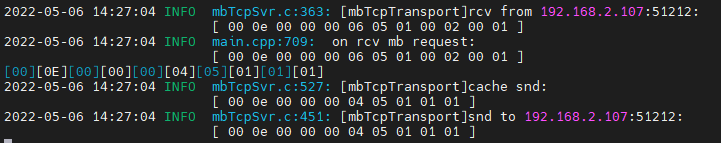 2022-05-06 14:27:04 INFO  mbTcpSvr.c:363: [mbTcpTransport]rcv from 192.168.2.107:51212:
[ 00 0e 00 00 00 06 05 01 00 02 00 01 ]
2022-05-06 14:27:04 INFO  main.cpp:709:  on rcv mb request:
[ 00 0e 00 00 00 06 05 01 00 02 00 01 ]
[00][0E][00][00][00][04][05][01][01][01]
2022-05-06 14:27:04 INFO  mbTcpSvr.c:527: [mbTcpTransport]cache snd:
[ 00 0e 00 00 00 04 05 01 01 01 ]
2022-05-06 14:27:04 INFO  mbTcpSvr.c:451: [mbTcpTransport]snd to 192.168.2.107:51212:
[ 00 0e 00 00 00 04 05 01 01 01 ]